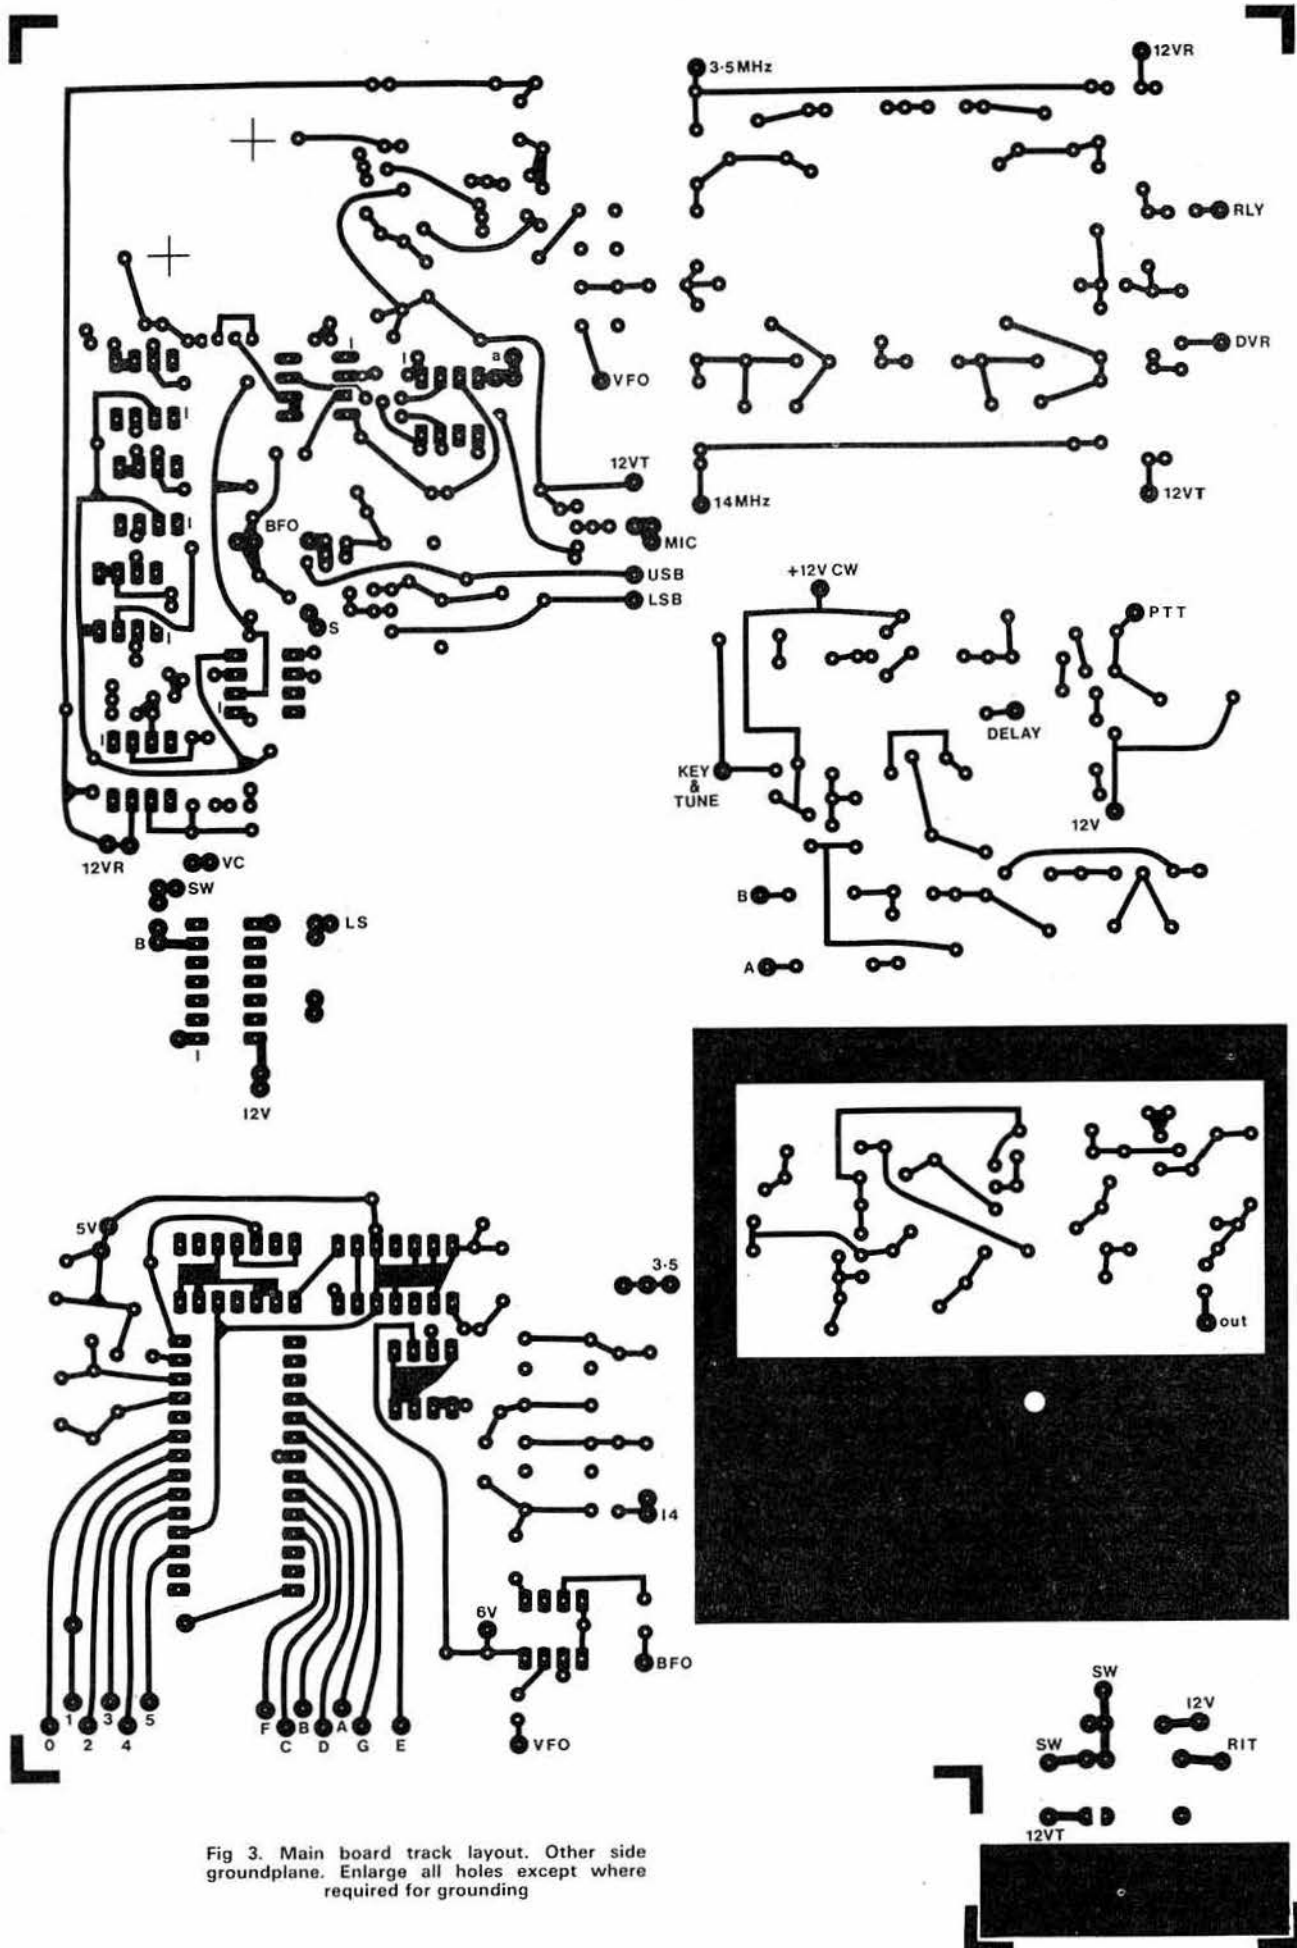 12VR
3·5MHz
RLY
DVR
VFO
12VT
14MHz
12VT
a
I
I
I
I
I
I
I
BFO
MIC
USB
LSB
S
+12V CW
PTT
DELAY
KEY
&
TUNE
12V
12VR
VC
SW
B
LS
I
12V
B
A
out
5V
3·5
14
6V
BFO
VFO
0
1
2
3
4
5
F
C
B
D
A
G
E
SW
12V
SW
RIT
12VT
Fig 3. Main board track layout. Other side
groundplane. Enlarge all holes except where
required for grounding